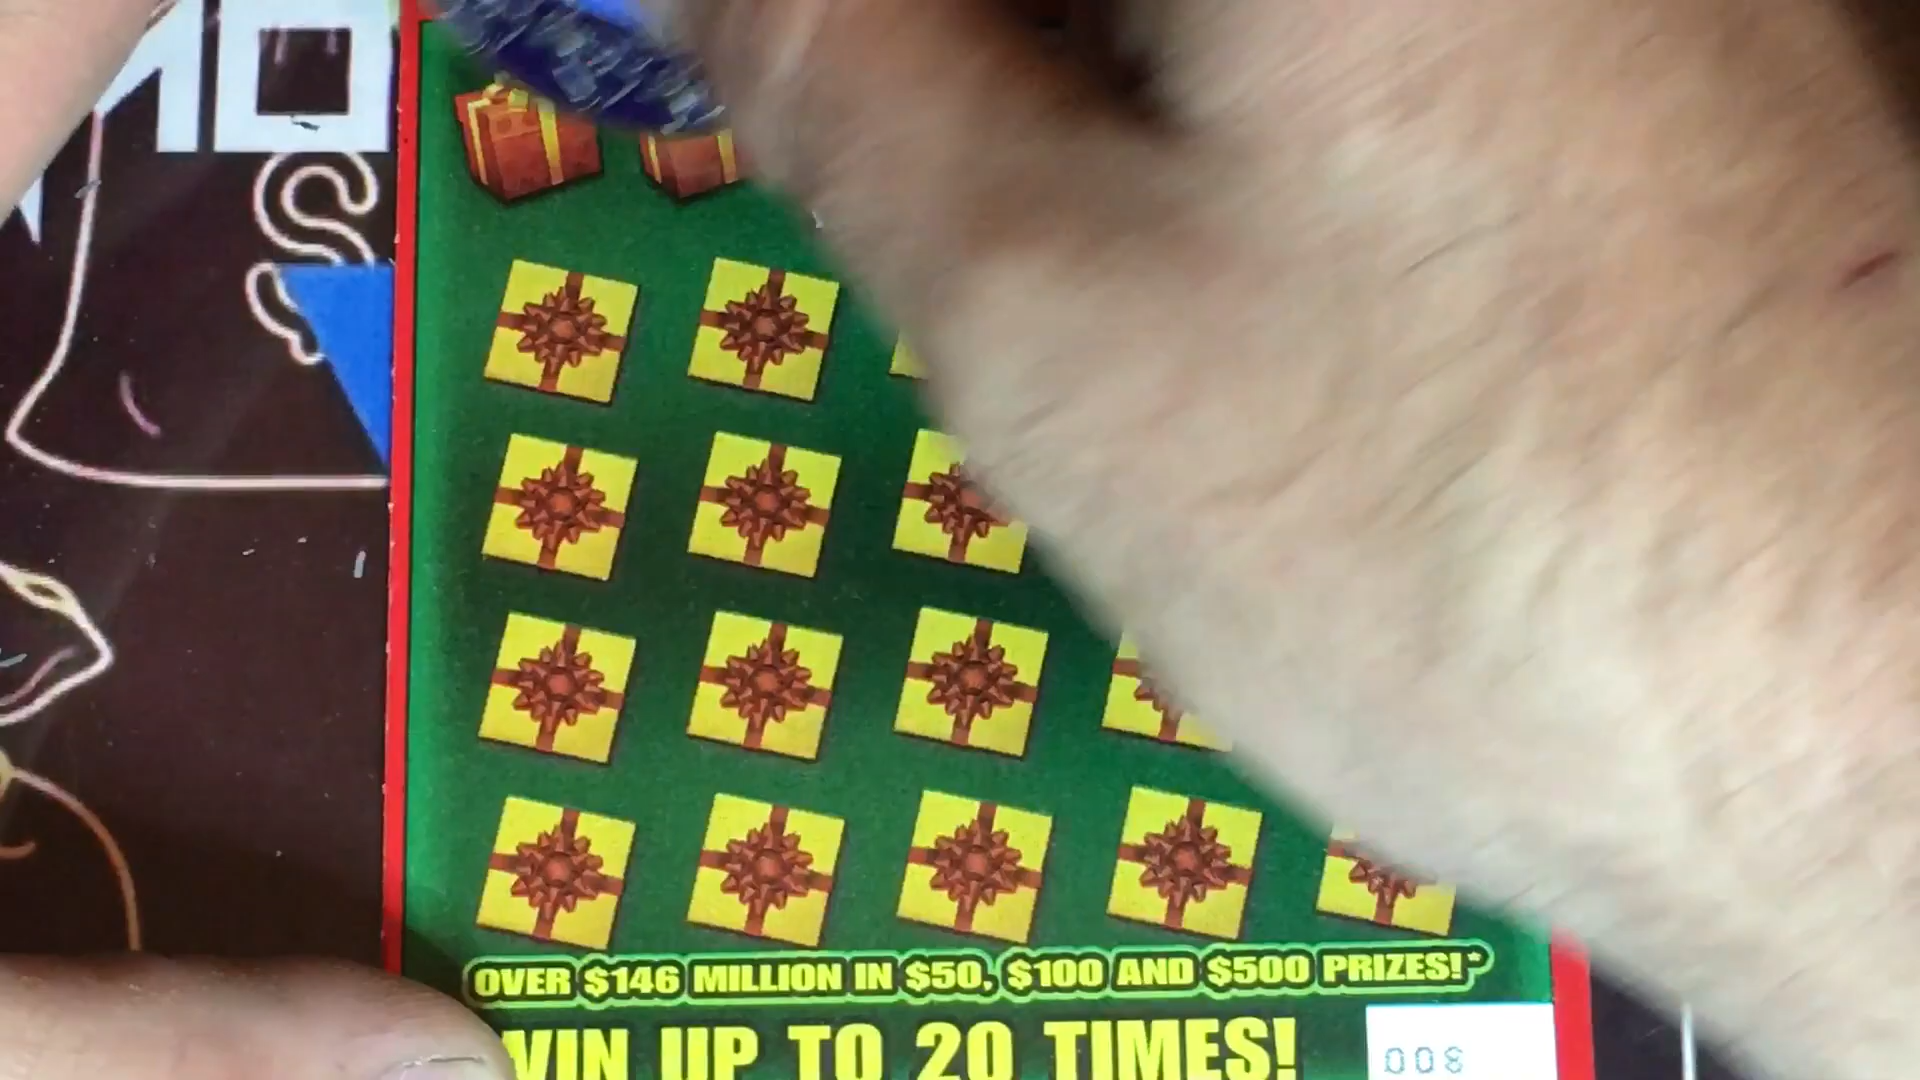 OVER $146 MILLION IN $50, $100 AND $500 PRIZES!*
WIN UP TO 20 TIMES!
008